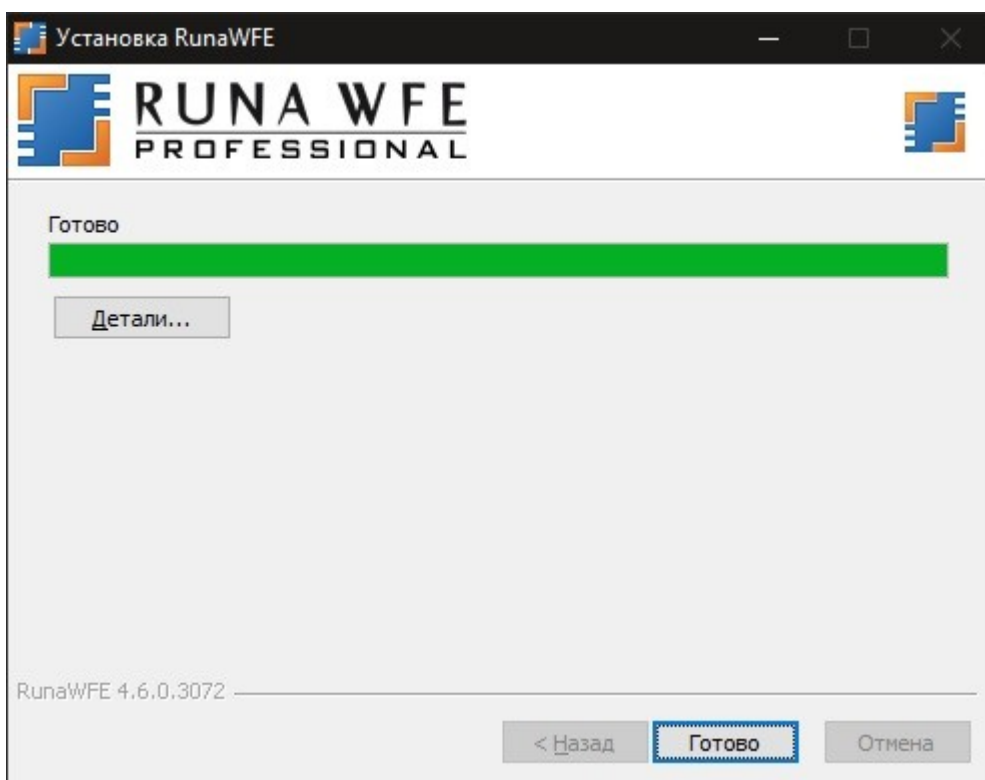 Установка RunaWFE
RUNA WFE
PROFESSIONAL
Готово
Детали...
RunaWFE 4.6.0.3072
< Назад
Готово
Отмена